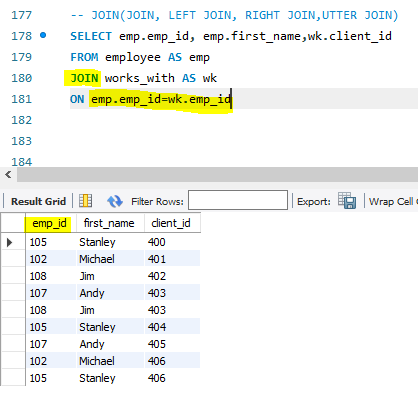 177 -- JOIN(JOIN, LEFT JOIN, RIGHT JOIN,UTTER JOIN)
178 SELECT emp.emp_id, emp.first_name,wk.client_id
179 FROM employee AS emp
180 JOIN works_with AS wk
181 ON emp.emp_id=wk.emp_id
182
183
184
Result Grid Filter Rows: Export: Wrap Cell C
emp_id first_name client_id
105 Stanley 400
102 Michael 401
108 Jim 402
107 Andy 403
108 Jim 403
105 Stanley 404
107 Andy 405
102 Michael 406
105 Stanley 406